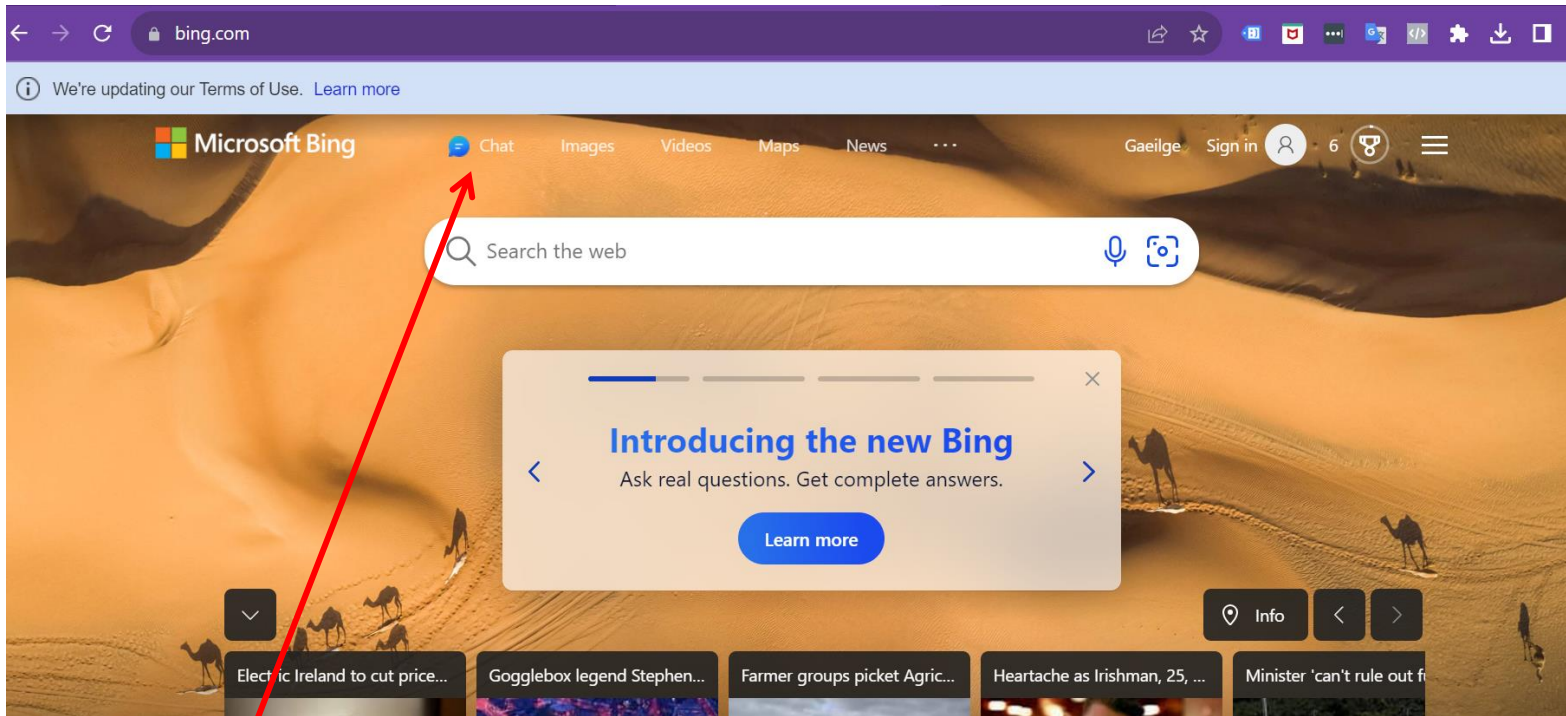 bing.com
We're updating our Terms of Use. Learn more
Microsoft Bing Chat Images Videos Maps News ... Gaeilge Sign in 6
Search the web
Introducing the new Bing
Ask real questions. Get complete answers.
Learn more
Info
Electric Ireland to cut price...
Gogglebox legend Stephen...
Farmer groups picket Agric...
Heartache as Irishman, 25, ...
Minister 'can't rule out